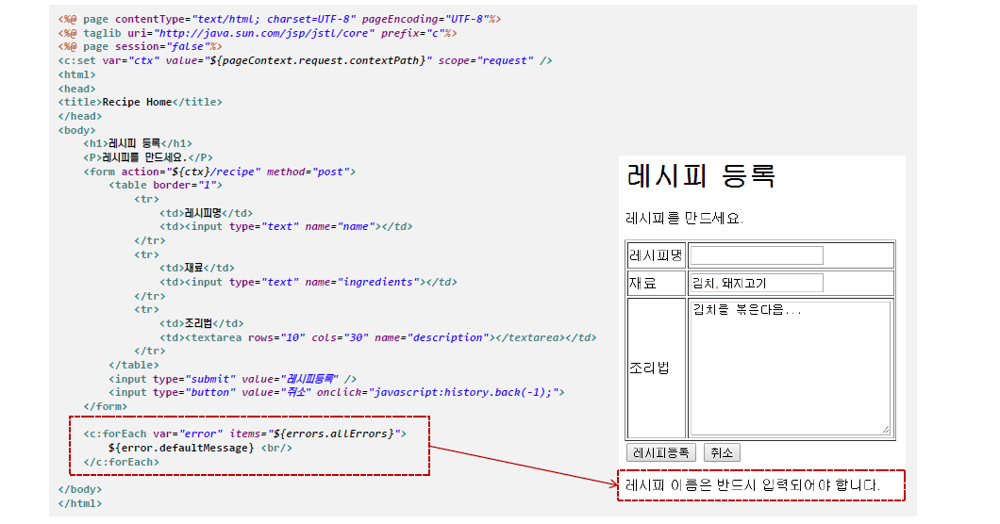 <%@ page contentType="text/html; charset=UTF-8" pageEncoding="UTF-8"%>
<%@ taglib uri="http://java.sun.com/jsp/jstl/core" prefix="c"%>
<%@ page session="false"%>
<c:set var="ctx" value="${pageContext.request.contextPath}" scope="request" />
<html>
<head>
<title>Recipe Home</title>
</head>
<body>
<h1>레시피 등록</h1>
<P>레시피를 만드세요.</P>
<form action="${ctx}/recipe" method="post">
<table border="1">
<tr>
<td>레시피명</td>
<td><input type="text" name="name"></td>
</tr>
<tr>
<td>재료</td>
<td><input type="text" name="ingredients"></td>
</tr>
<tr>
<td>조리법</td>
<td><textarea rows="10" cols="30" name="description"></textarea></td>
</tr>
</table>
<input type="submit" value="레시피등록" />
<input type="button" value="취소" onclick="javascript:history.back(-1);">
</form>
<c:forEach var="error" items="${errors.allErrors}">
${error.defaultMessage} <br/>
</c:forEach>
</body>
</html>
레시피 등록
레시피를 만드세요.
레시피명
재료 김치, 돼지고기
조리법 김치를 볶은다음...
레시피등록 취소
레시피 이름은 반드시 입력되어야 합니다.